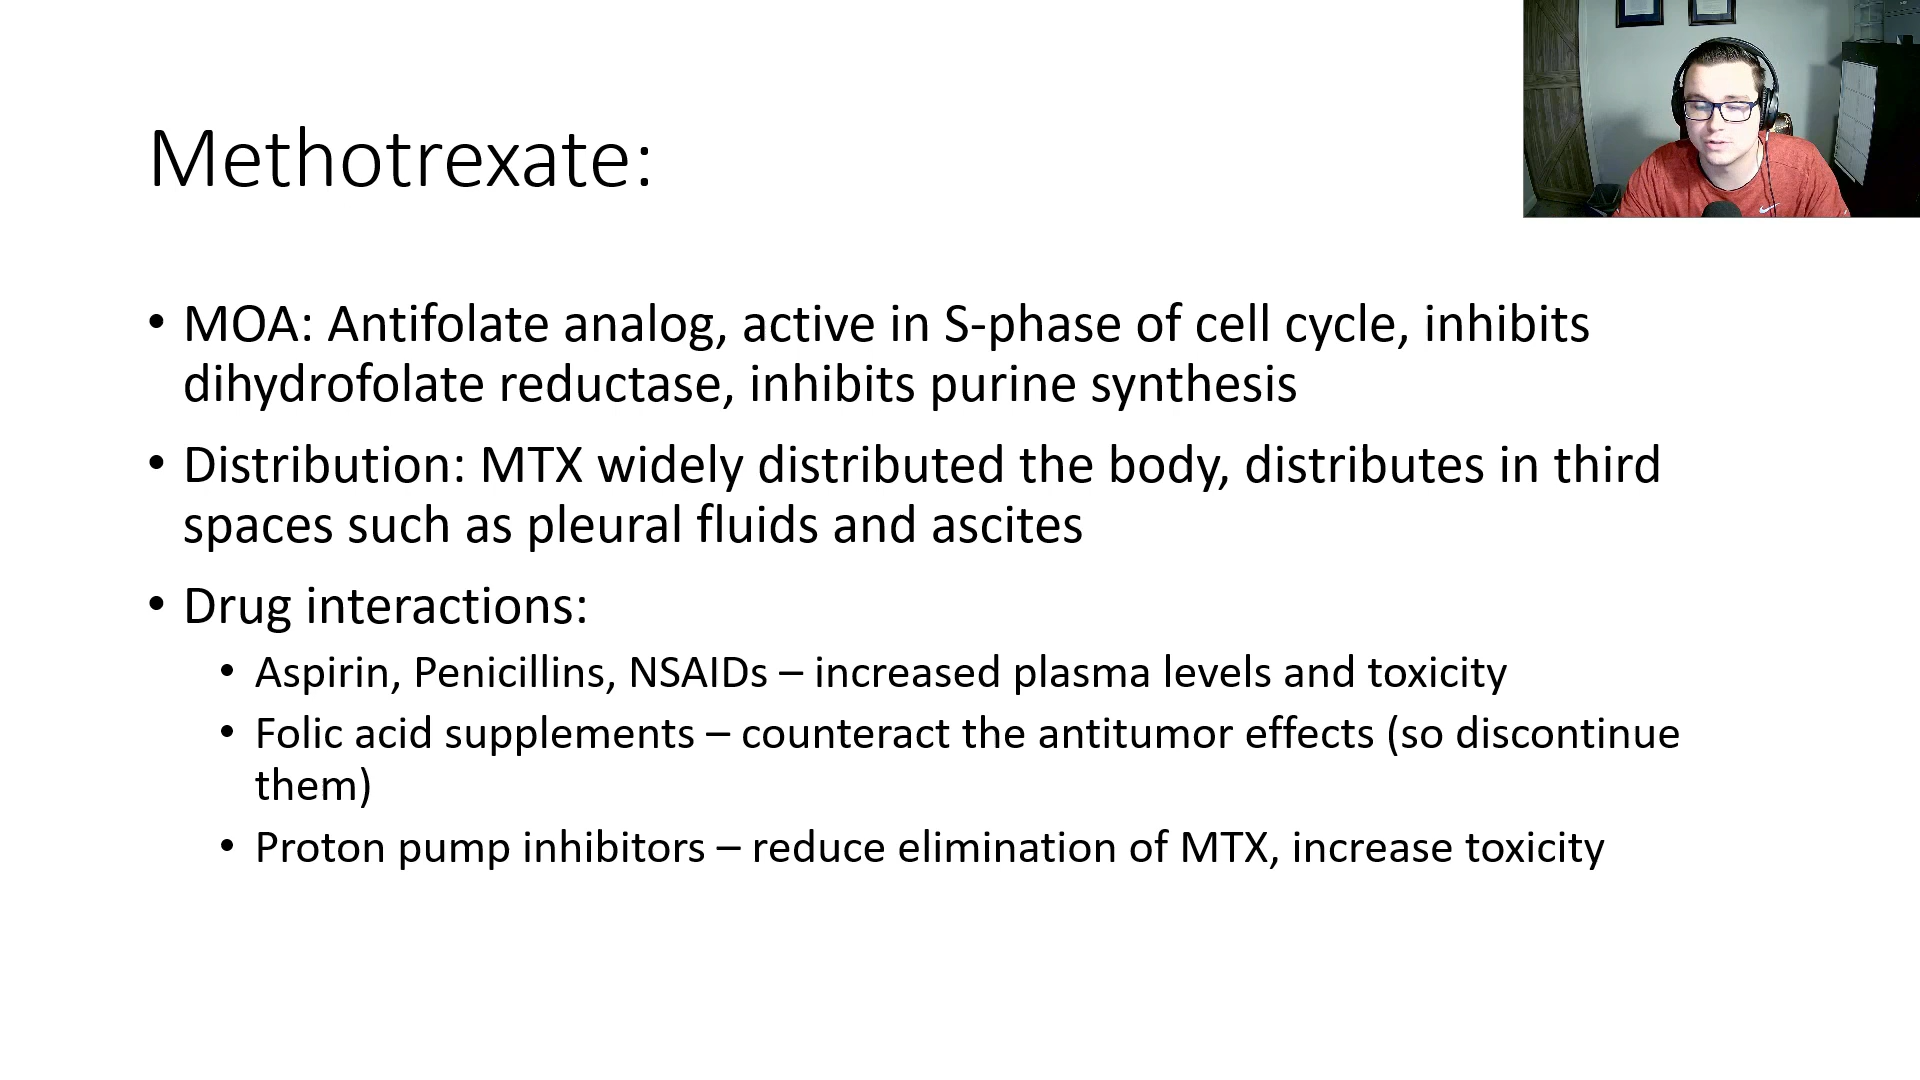 Methotrexate:
• MOA: Antifolate analog, active in S-phase of cell cycle, inhibits
dihydrofolate reductase, inhibits purine synthesis
• Distribution: MTX widely distributed the body, distributes in third
spaces such as pleural fluids and ascites
• Drug interactions:
• Aspirin, Penicillins, NSAIDs – increased plasma levels and toxicity
• Folic acid supplements – counteract the antitumor effects (so discontinue
them)
• Proton pump inhibitors – reduce elimination of MTX, increase toxicity